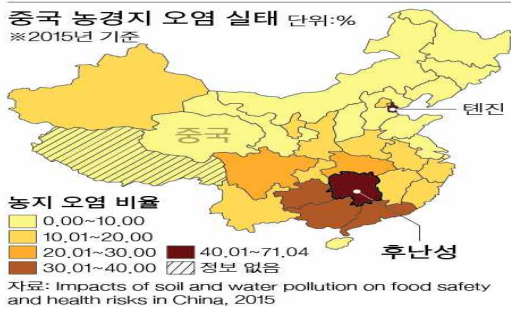 중국 농경지 오염 실태 단위:%
※2015년 기준
톈진
중국
농지 오염 비율
0.00~10.00
10.01~20.00
20.01~30.00 40.01~71.04
30.01~40.00 정보 없음
후난성
자료: Impacts of soil and water pollution on food safety
and health risks in China, 2015